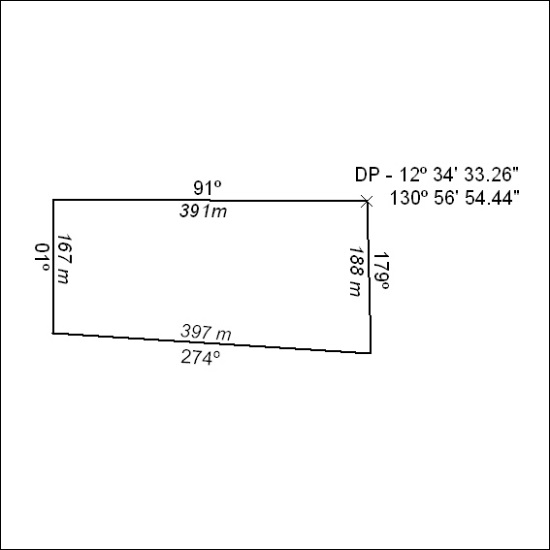 DP - 12º 34' 33.26"
130º 56' 54.44"
91º
391m
01º
167 m
188 m
179º
397 m
274º